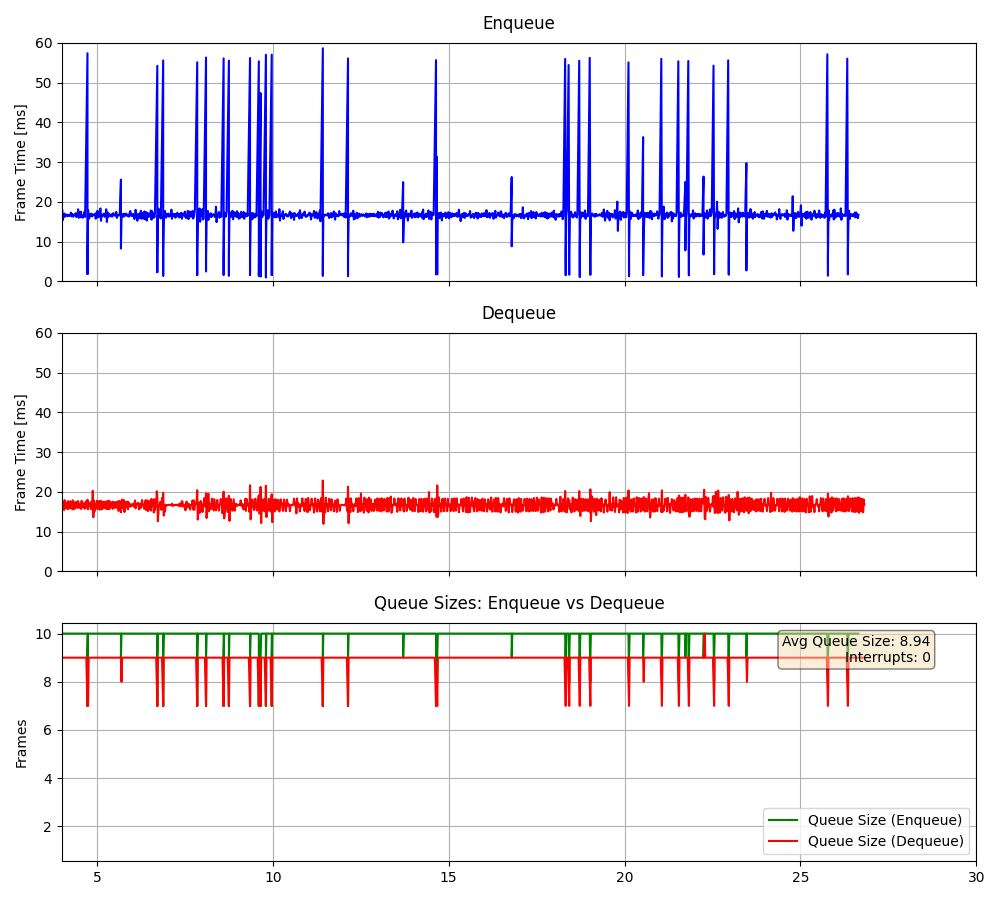 Enqueue
60
50
40
30
20
10
0
Frame Time [ms]
Dequeue
60
50
40
30
20
10
0
Frame Time [ms]
Queue Sizes: Enqueue vs Dequeue
10
8
6
4
2
Frames
Avg Queue Size: 8.94
Interrupts: 0
Queue Size (Enqueue)
Queue Size (Dequeue)
5 10 15 20 25 30